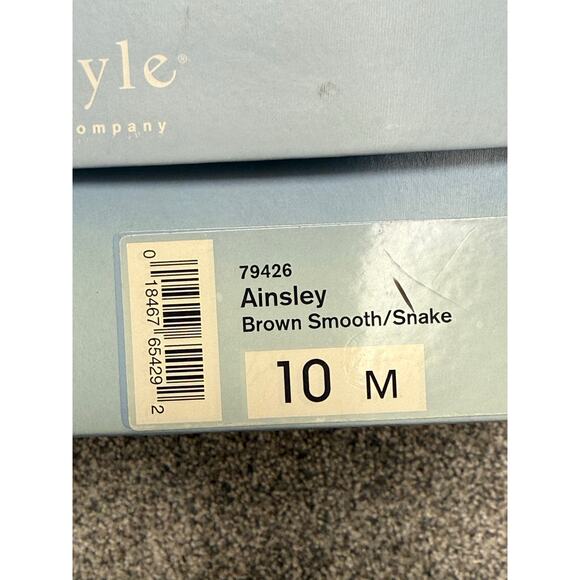 yle®
ompany
79426
Ainsley
Brown Smooth/Snake
10 M
0 18467 65429 2